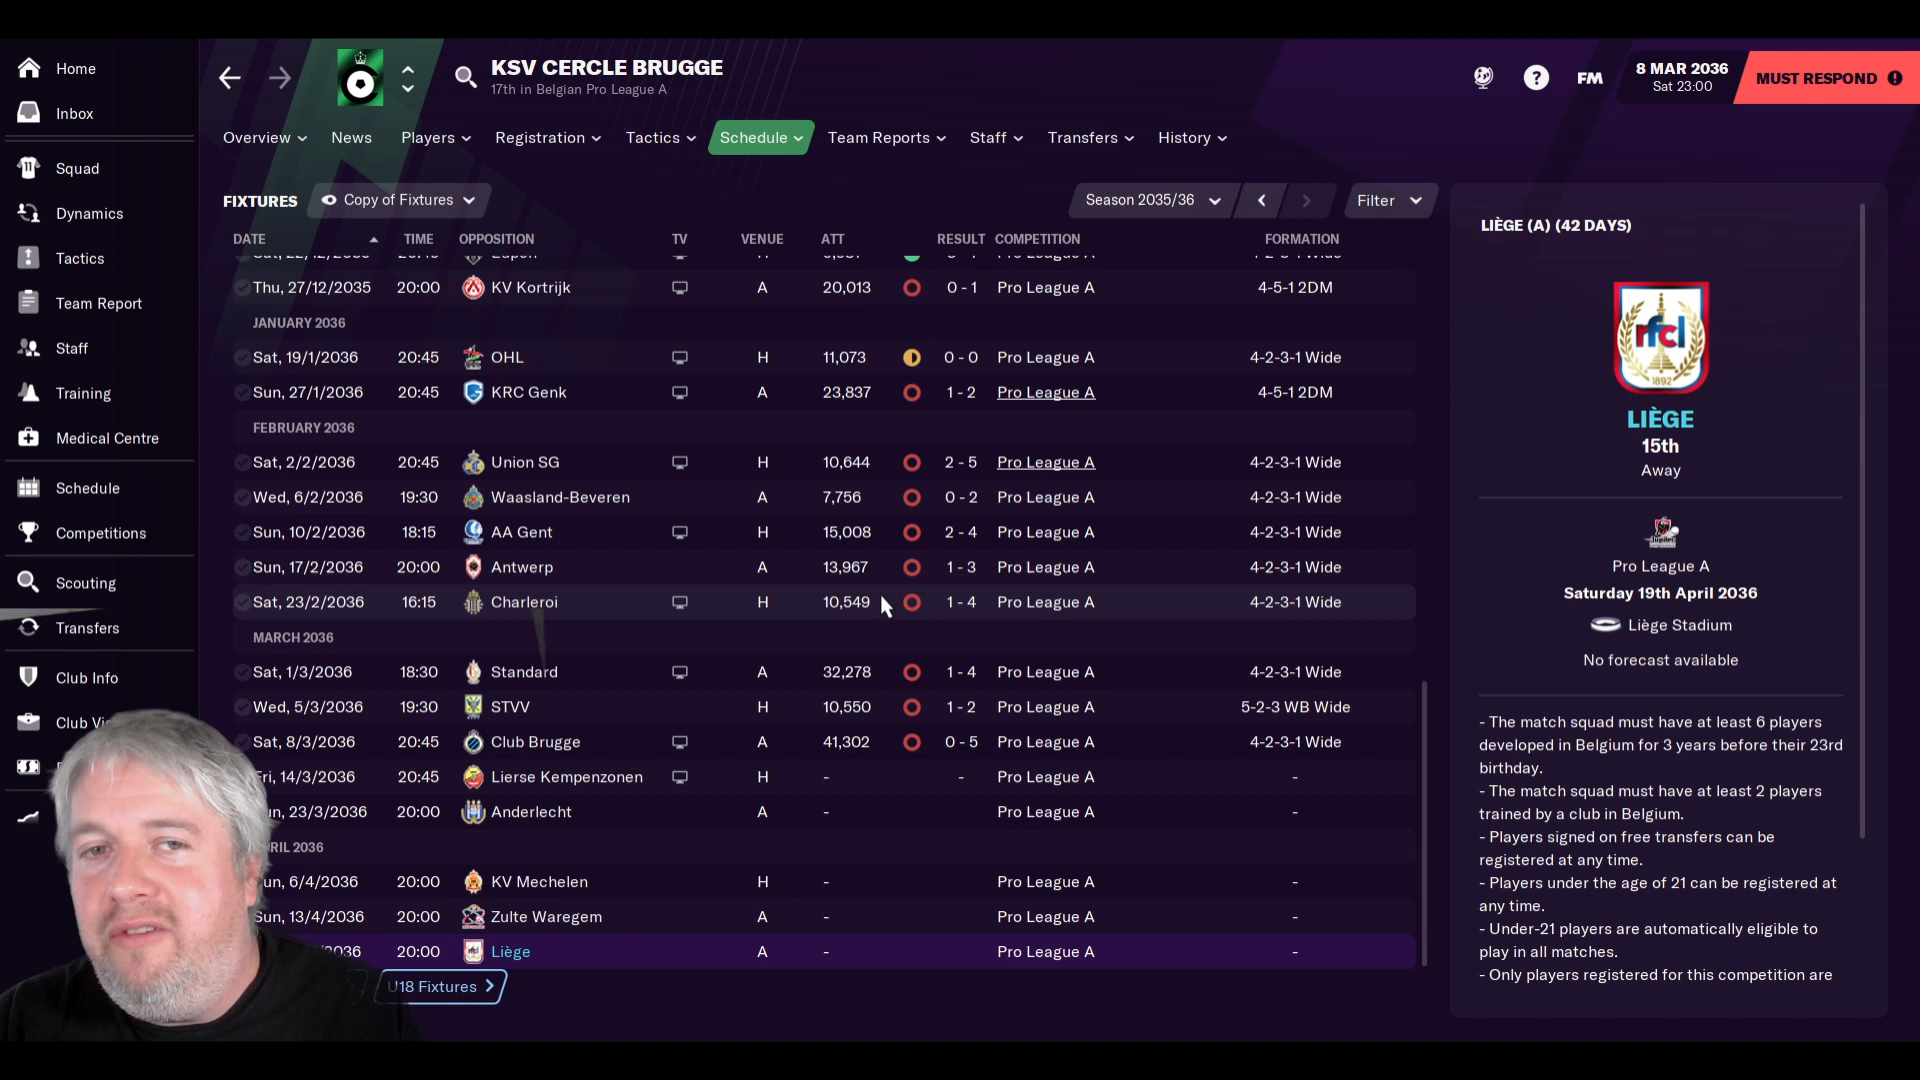 Home
Inbox
Squad
Dynamics
Tactics
Team Report
Staff
Training
Medical Centre
Schedule
Competitions
Scouting
Transfers
Club Info
KSV CERCLE BRUGGE
17th in Belgian Pro League A
FM
8 MAR 2036
Sat 23:00
MUST RESPOND
Overview News Players Registration Tactics Schedule Team Reports Staff Transfers History
FIXTURES Copy of Fixtures Season 2035/36 Filter
DATE TIME OPPOSITION TV VENUE ATT RESULT COMPETITION FORMATION
Thu, 27/12/2035 20:00 KV Kortrijk A 20,013 0 - 1 Pro League A 4-5-1 2DM
JANUARY 2036
Sat, 19/1/2036 20:45 OHL H 11,073 0 - 0 Pro League A 4-2-3-1 Wide
Sun, 27/1/2036 20:45 KRC Genk A 23,837 1 - 2 Pro League A 4-5-1 2DM
FEBRUARY 2036
Sat, 2/2/2036 20:45 Union SG H 10,644 2 - 5 Pro League A 4-2-3-1 Wide
Wed, 6/2/2036 19:30 Waasland-Beveren A 7,756 0 - 2 Pro League A 4-2-3-1 Wide
Sun, 10/2/2036 18:15 AA Gent H 15,008 2 - 4 Pro League A 4-2-3-1 Wide
Sun, 17/2/2036 20:00 Antwerp A 13,967 1 - 3 Pro League A 4-2-3-1 Wide
Sat, 23/2/2036 16:15 Charleroi H 10,549 1 - 4 Pro League A 4-2-3-1 Wide
MARCH 2036
Sat, 1/3/2036 18:30 Standard A 32,278 1 - 4 Pro League A 4-2-3-1 Wide
Wed, 5/3/2036 19:30 STVV H 10,550 1 - 2 Pro League A 5-2-3 WB Wide
Sat, 8/3/2036 20:45 Club Brugge A 41,302 0 - 5 Pro League A 4-2-3-1 Wide
Fri, 14/3/2036 20:45 Lierse Kempenzonen H - - Pro League A -
23/3/2036 20:00 Anderlecht A - Pro League A -
2036
6/4/2036 20:00 KV Mechelen H - Pro League A -
Sun, 13/4/2036 20:00 Zulte Waregem A - Pro League A -
20:00 Liège A - Pro League A -
U18 Fixtures
LIÈGE (A) (42 DAYS)
rfcl
1892
LIÈGE
15th
Away
Pro League A
Saturday 19th April 2036
Liège Stadium
No forecast available
- The match squad must have at least 6 players
developed in Belgium for 3 years before their 23rd
birthday.
- The match squad must have at least 2 players
trained by a club in Belgium.
- Players signed on free transfers can be
registered at any time.
- Players under the age of 21 can be registered at
any time.
- Under-21 players are automatically eligible to
play in all matches.
- Only players registered for this competition are